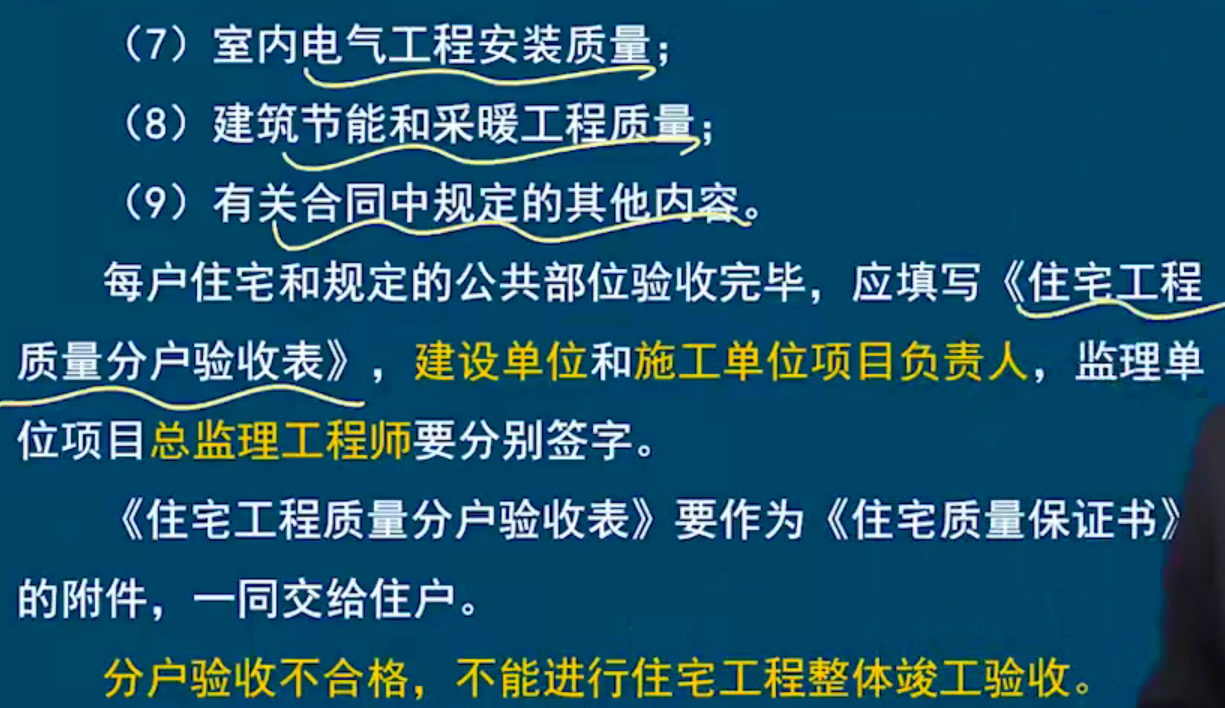 （7）室内电气工程安装质量；
（8）建筑节能和采暖工程质量；
（9）有关合同中规定的其他内容。
每户住宅和规定的公共部位验收完毕，应填写《住宅工程
质量分户验收表》，建设单位和施工单位项目负责人，监理单
位项目总监理工程师要分别签字。
《住宅工程质量分户验收表》要作为《住宅质量保证书》
的附件，一同交给住户。
分户验收不合格，不能进行住宅工程整体竣工验收。